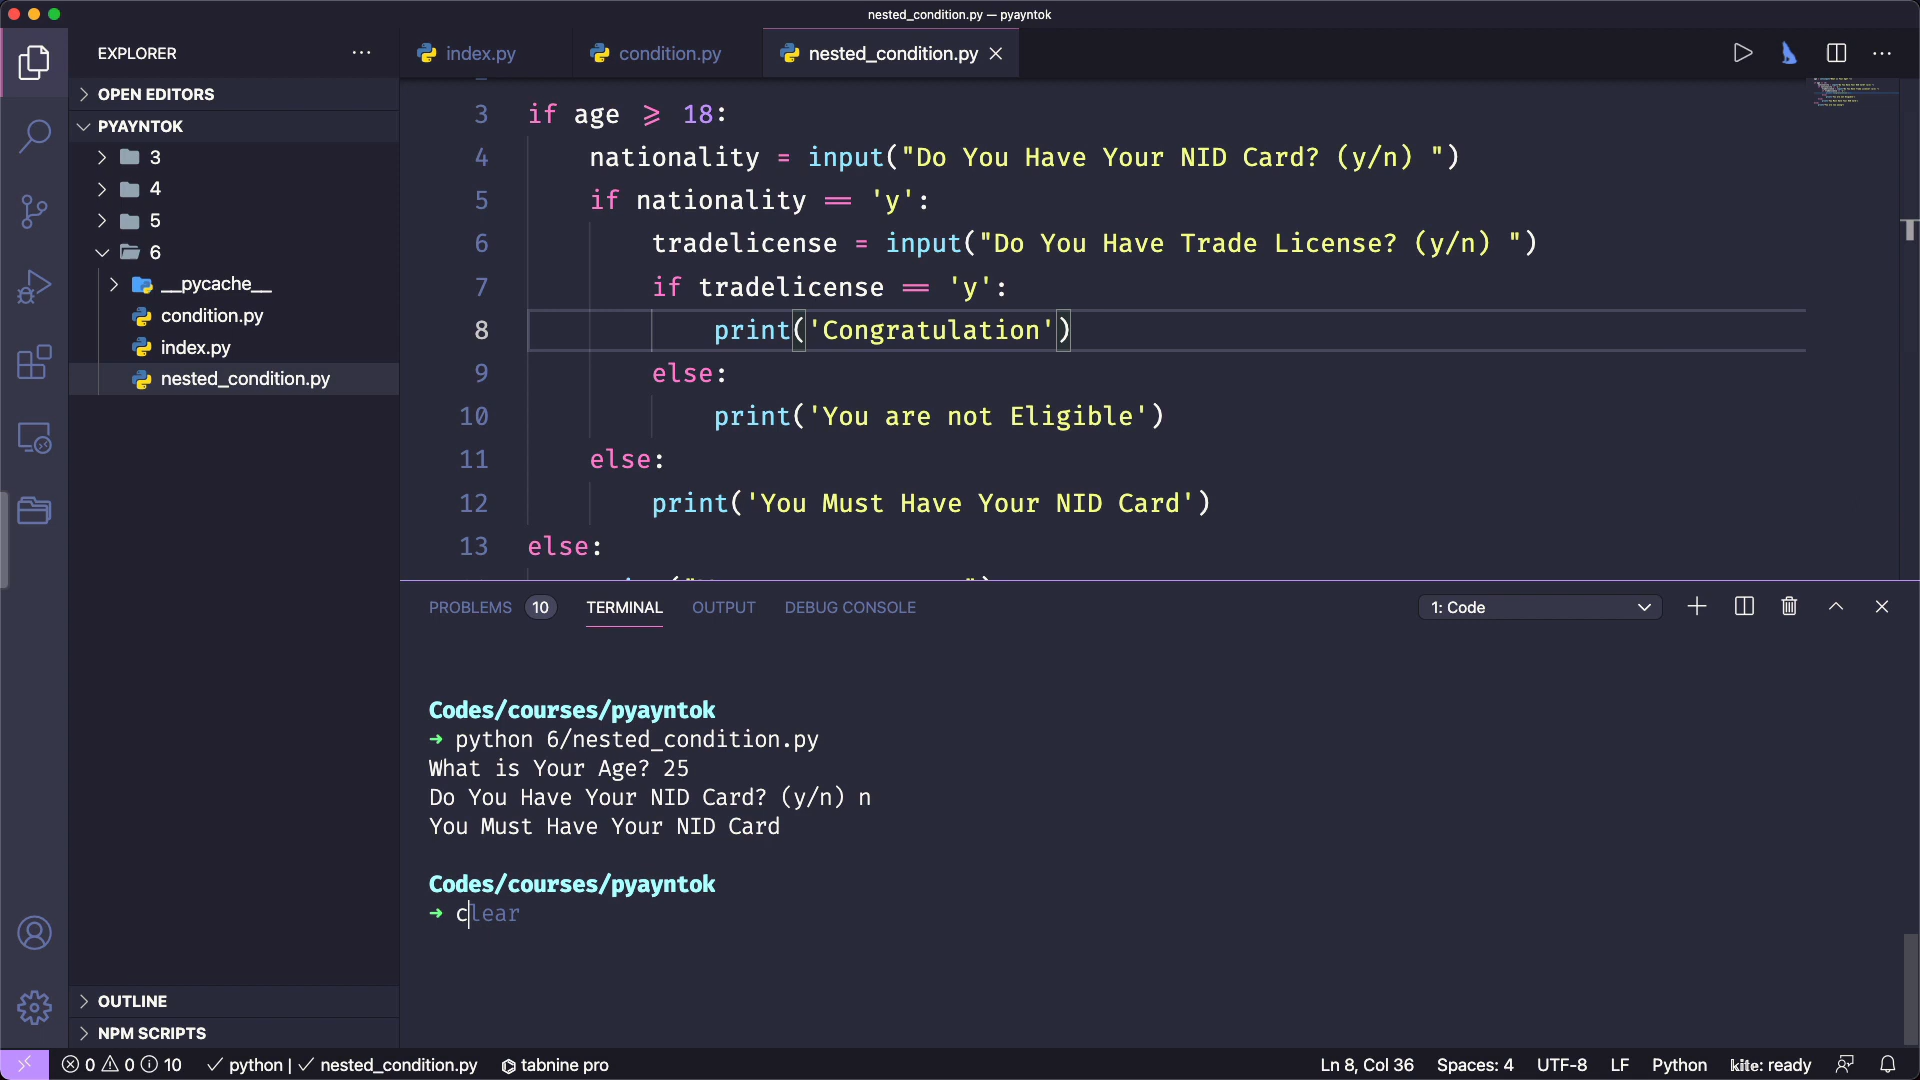 nested_condition.py — pyayntok
EXPLORER
index.py
condition.py
nested_condition.py
OPEN EDITORS
PYAYNTOK
3
4
5
6
__pycache__
condition.py
index.py
nested_condition.py
OUTLINE
NPM SCRIPTS
3 if age ⩾ 18:
4 nationality = input("Do You Have Your NID Card? (y/n) ")
5 if nationality == 'y':
6 tradelicense = input("Do You Have Trade License? (y/n) ")
7 if tradelicense == 'y':
8 print('Congratulation')
9 else:
10 print('You are not Eligible')
11 else:
12 print('You Must Have Your NID Card')
13 else:
PROBLEMS 10 TERMINAL OUTPUT DEBUG CONSOLE 1: Code
Codes/courses/pyayntok
➜ python 6/nested_condition.py
What is Your Age? 25
Do You Have Your NID Card? (y/n) n
You Must Have Your NID Card
Codes/courses/pyayntok
➜ clear
0 0 10 python | ✓ nested_condition.py tabnine pro Ln 8, Col 36 Spaces: 4 UTF-8 LF Python kite: ready